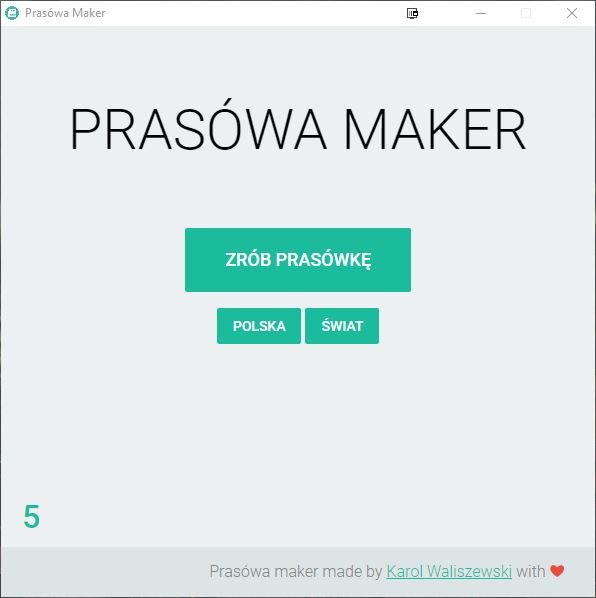 Prasówa Maker
PRASÓWA MAKER
ZRÓB PRASÓWKĘ
POLSKA ŚWIAT
5
Prasówa maker made by Karol Waliszewski with ❤